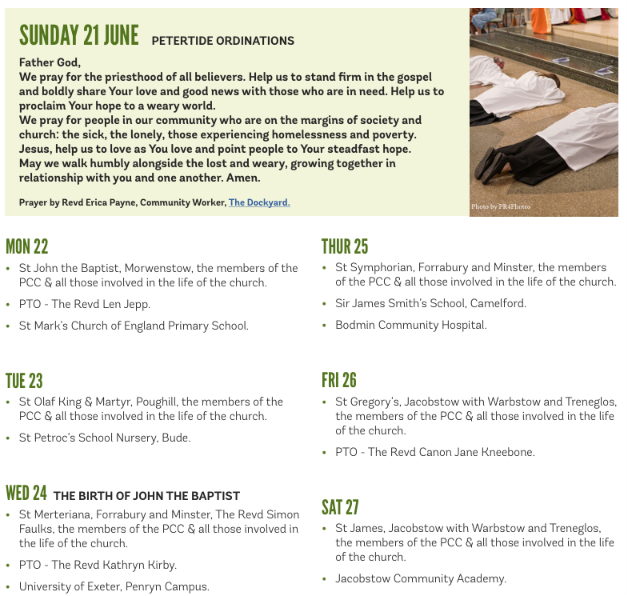 SUNDAY 21 JUNE PETERTIDE ORDINATIONS
Father God,
We pray for the priesthood of all believers. Help us to stand firm in the gospel
and boldly share Your love and good news with those who are in need. Help us to
proclaim Your hope to a weary world.
We pray for people in our community who are on the margins of society and
church: the sick, the lonely, those experiencing homelessness and poverty.
Jesus, help us to love as You love and point people to Your steadfast hope.
May we walk humbly alongside the lost and weary, growing together in
relationship with you and one another. Amen.
Prayer by Revd Erica Payne, Community Worker, The Dockyard.
Photo by PR4Photos
MON 22
• St John the Baptist, Morwenstow, the members of the
PCC & all those involved in the life of the church.
• PTO - The Revd Len Jepp.
• St Mark's Church of England Primary School.
TUE 23
• St Olaf King & Martyr, Poughill, the members of the
PCC & all those involved in the life of the church.
• St Petroc's School Nursery, Bude.
WED 24 THE BIRTH OF JOHN THE BAPTIST
• St Merteriana, Forrabury and Minster, The Revd Simon
Faulks, the members of the PCC & all those involved in
the life of the church.
• PTO - The Revd Kathryn Kirby.
• University of Exeter, Penryn Campus.
THUR 25
• St Symphorian, Forrabury and Minster, the members
of the PCC & all those involved in the life of the church.
• Sir James Smith's School, Camelford.
• Bodmin Community Hospital.
FRI 26
• St Gregory's, Jacobstow with Warbstow and Treneglos,
the members of the PCC & all those involved in the life
of the church.
• PTO - The Revd Canon Jane Kneebone.
SAT 27
• St James, Jacobstow with Warbstow and Treneglos,
the members of the PCC & all those involved in the life
of the church.
• Jacobstow Community Academy.